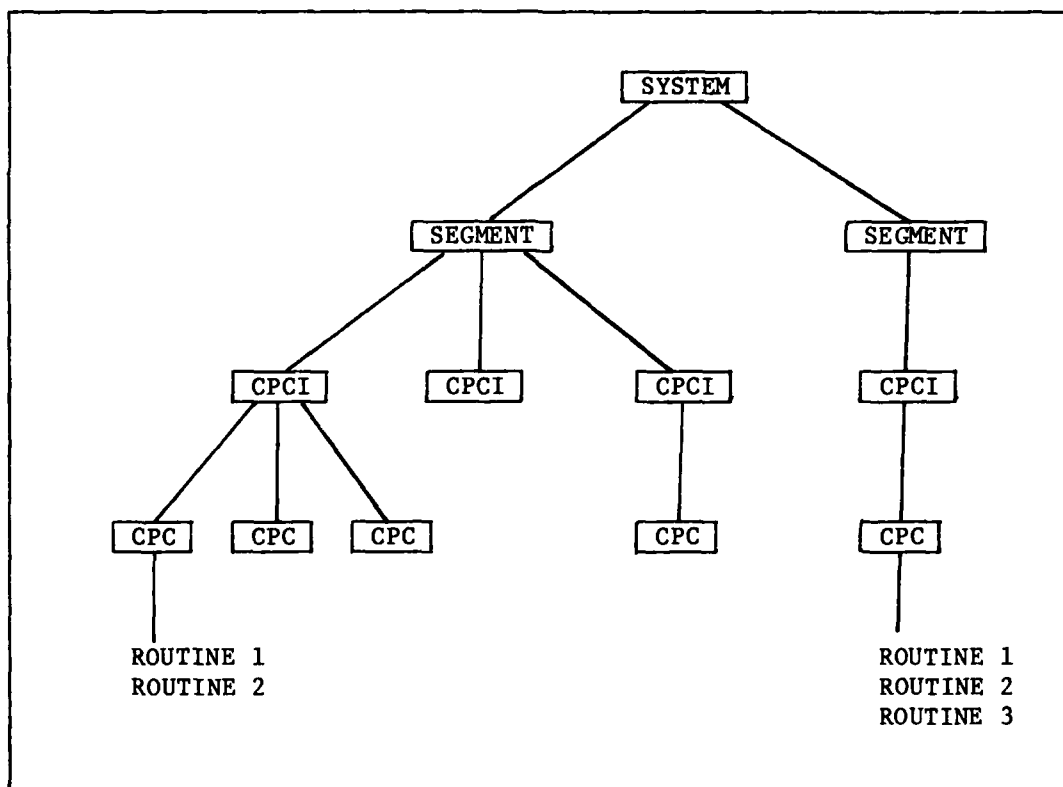 SYSTEM
SEGMENT SEGMENT
CPCI CPCI CPCI CPCI
CPC CPC CPC CPC CPC
ROUTINE 1
ROUTINE 2
ROUTINE 1
ROUTINE 2
ROUTINE 3